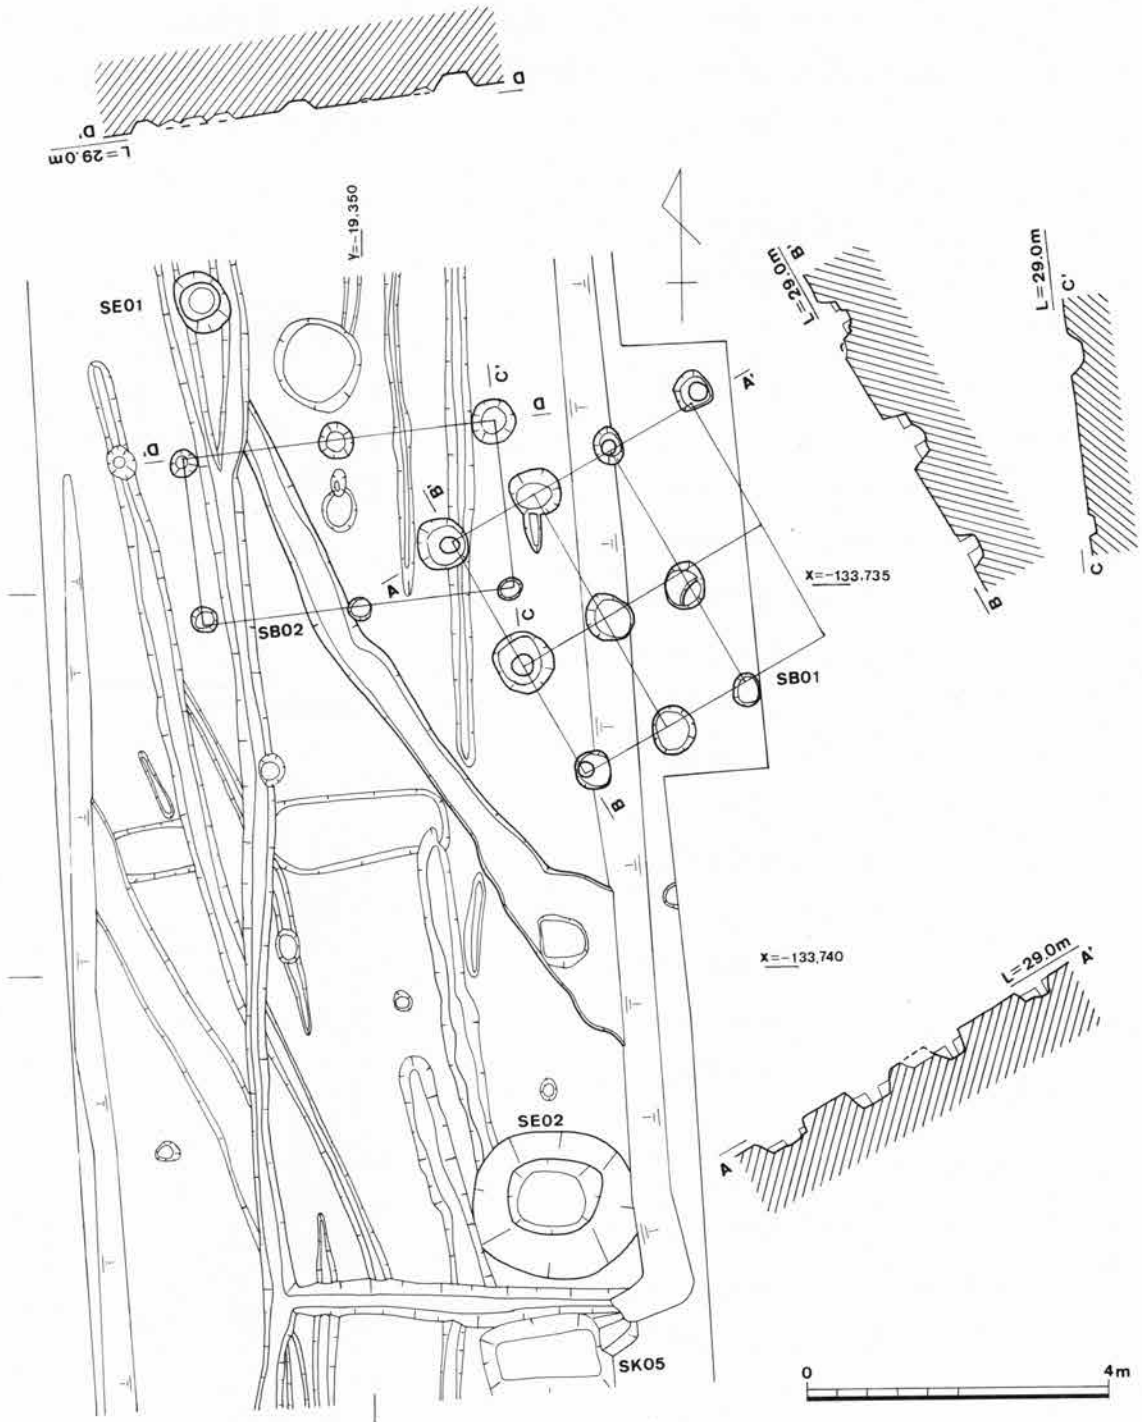 D
D'
L=29.0m
Y=-19.350
B'
L=29.0m
L=29.0m
C'
SE01
C'
D
A'
D'
B'
A
X=-133.735
C
B
SB02
C
SB01
B
X=-133,740
L=29.0m
A'
SE02
A
SK05
0
4m